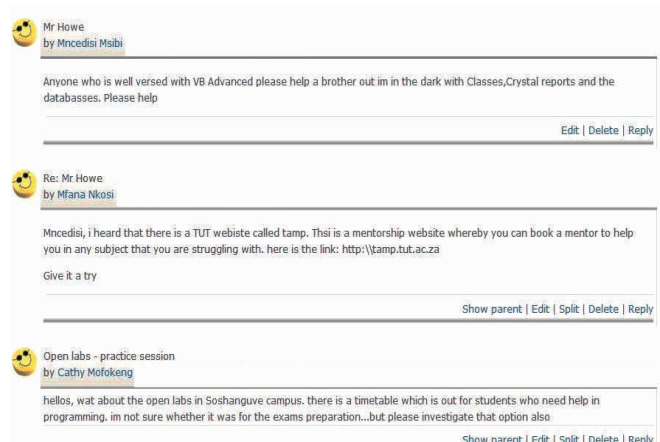 Mr Howe
by Mncedisi Msibi
Anyone who is well versed with VB Advanced please help a brother out im in the dark with Classes,Crystal reports and the
databasses. Please help
Edit | Delete | Reply
Re: Mr Howe
by Mfana Nkosi
Mncedisi, i heard that there is a TUT webiste called tamp. Thsi is a mentorship website whereby you can book a mentor to help
you in any subject that you are struggling with. here is the link: http:\\tamp.tut.ac.za
Give it a try
Show parent | Edit | Split | Delete | Reply
Open labs - practice session
by Cathy Mofokeng
hellos, wat about the open labs in Soshanguve campus. there is a timetable which is out for students who need help in
programming. im not sure whether it was for the exams preparation...but please investigate that option also
Show parent | Edit | Split | Delete | Reply